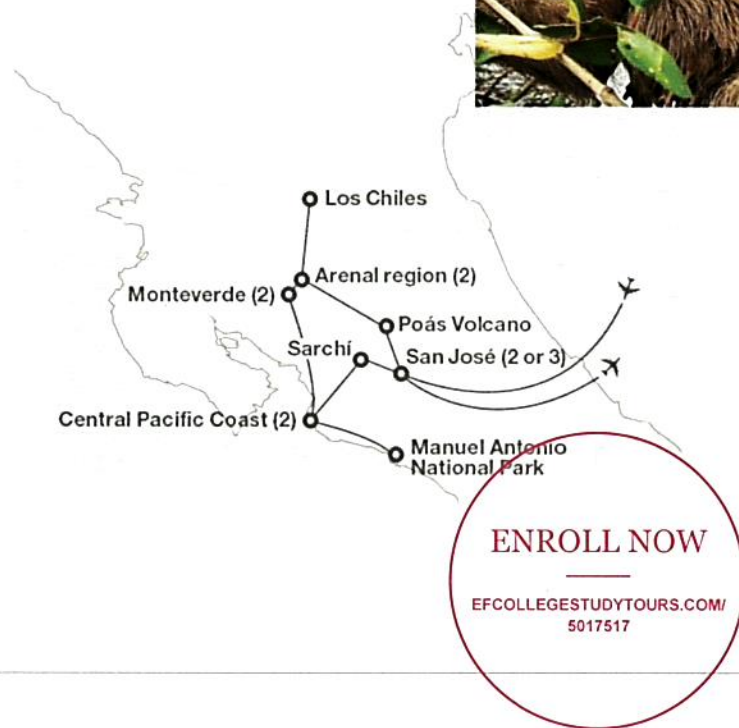 Los Chiles
Arenal region (2)
Monteverde (2)
Poás Volcano
Sarchí
San José (2 or 3)
Central Pacific Coast (2)
Manuel Antonio
National Park
ENROLL NOW
EFCOLLEGESTUDYTOURS.COM/
5017517